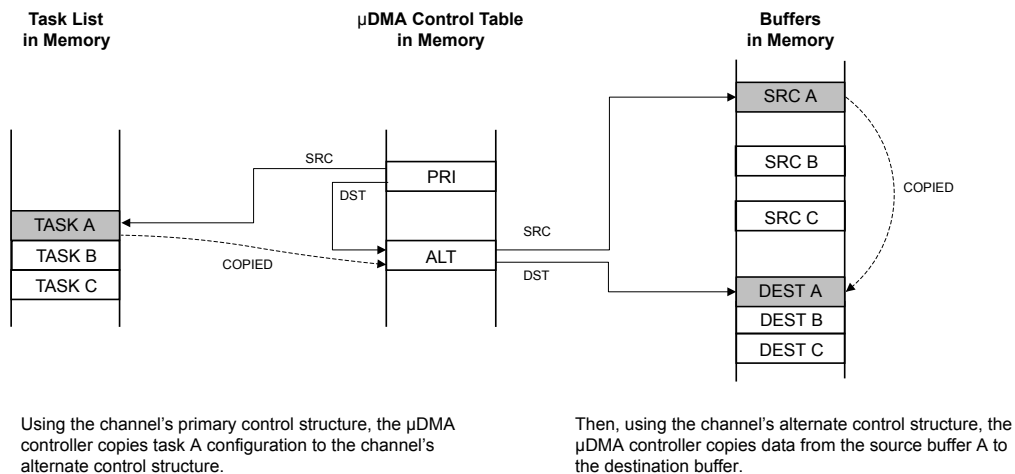 Task List
in Memory
µDMA Control Table
in Memory
Buffers
in Memory
SRC A
SRC
PRI
SRC B
COPIED
DST
TASK A
SRC C
SRC
TASK B
ALT
COPIED
DST
TASK C
DEST A
DEST B
DEST C
Using the channel's primary control structure, the µDMA
controller copies task A configuration to the channel's
alternate control structure.
Then, using the channel's alternate control structure, the
µDMA controller copies data from the source buffer A to
the destination buffer.